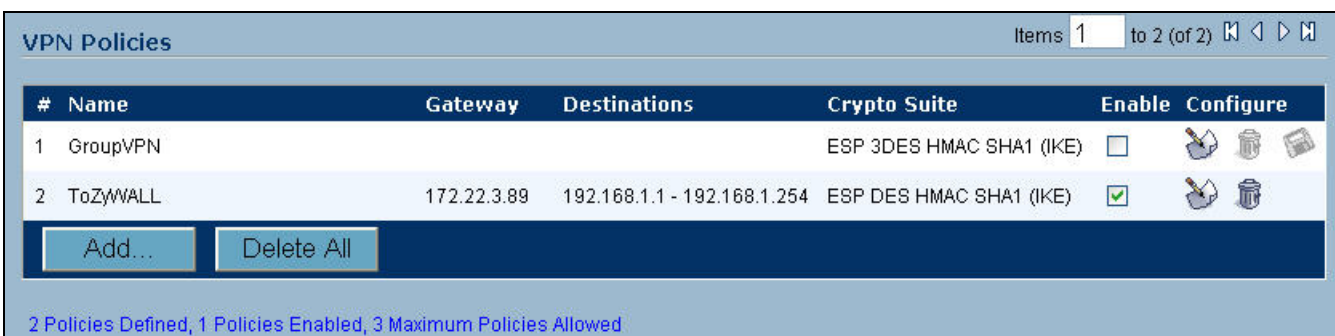 VPN Policies Items 1 to 2 (of 2)
# Name Gateway Destinations Crypto Suite Enable Configure
1 GroupVPN ESP 3DES HMAC SHA1 (IKE)
2 ToZyWALL 172.22.3.89 192.168.1.1 - 192.168.1.254 ESP DES HMAC SHA1 (IKE)
Add... Delete All
2 Policies Defined, 1 Policies Enabled, 3 Maximum Policies Allowed